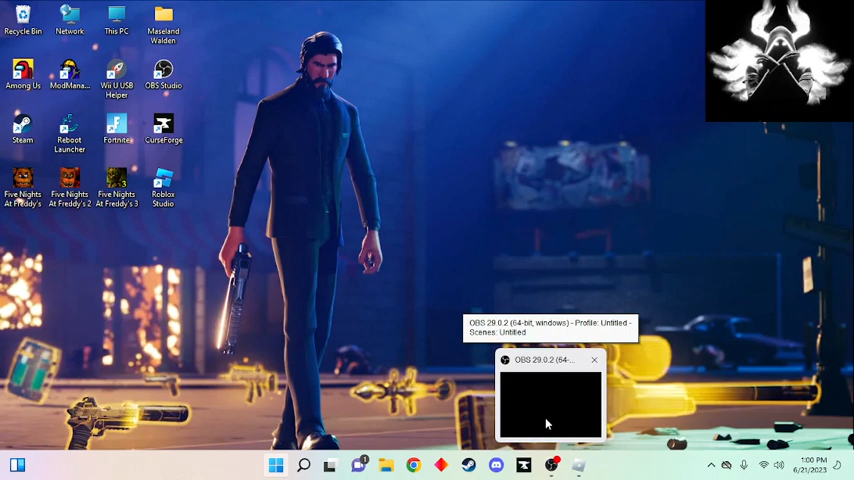 Recycle Bin
Network
This PC
Maseland
Walden
Among Us
ModMana...
Wii U USB
Helper
OBS Studio
Steam
Reboot
Launcher
Fortnite
CurseForge
Five Nights
At Freddy's
Five Nights
At Freddy's 2
Five Nights
At Freddy's 3
Roblox
Studio
OBS 29.0.2 (64-bit, windows) - Profile: Untitled -
Scenes: Untitled
OBS 29.0.2 (64-...
1
1:00 PM
6/21/2023